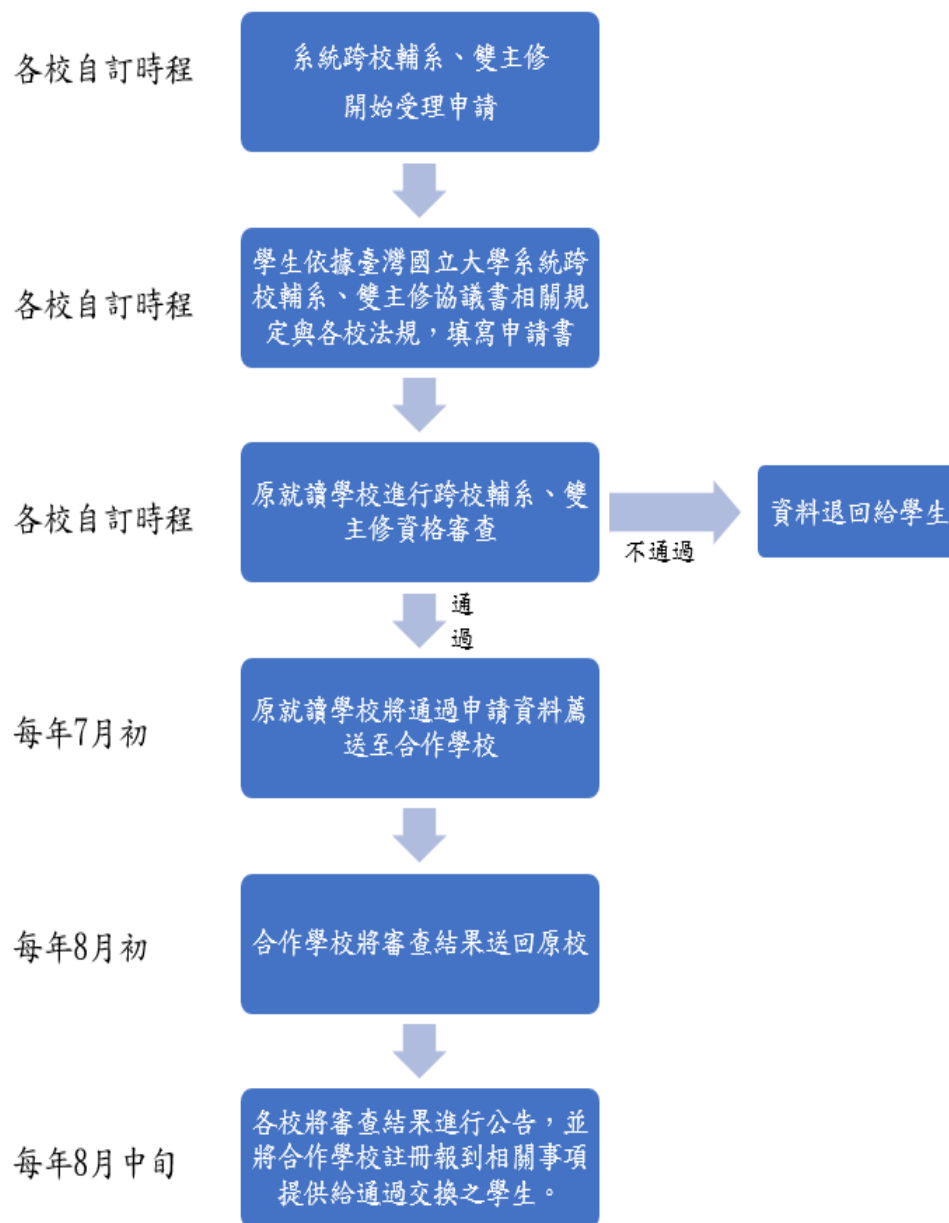 各校自訂時程
系統跨校輔系、雙主修
開始受理申請
各校自訂時程
學生依據臺灣國立大學系統跨
校輔系、雙主修協議書相關規
定與各校法規，填寫申請書
各校自訂時程
原就讀學校進行跨校輔系、雙
主修資格審查
不通過
資料退回給學生
通
過
每年7月初
原就讀學校將通過申請資料薦
送至合作學校
每年8月初
合作學校將審查結果送回原校
每年8月中旬
各校將審查結果進行公告，並
將合作學校註冊報到相關事項
提供給通過交換之學生。